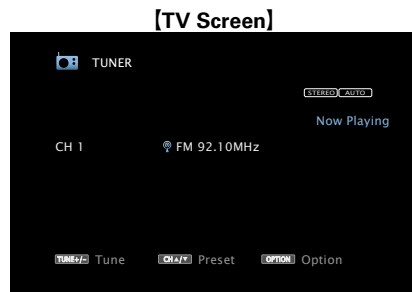 【TV Screen】
TUNER
STEREO AUTO
Now Playing
CH 1 FM 92.10MHz
TUNE+/- Tune CH▲/▼ Preset OPTION Option